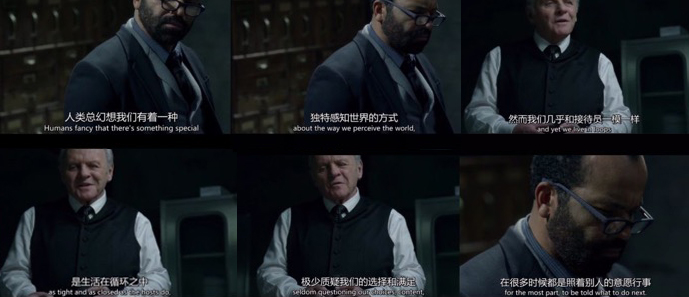 人类总幻想我们有着一种
Humans fancy that there's something special
独特感知世界的方式
about the way we perceive the world,
然而我们几乎和接待员一模一样
and yet we live in loops
是生活在循环之中
as tight and as closed as the hosts do,
极少质疑我们的选择和满足
seldom questioning our choices, content,
在很多时候都是照着别人的意愿行事
for the most part, to be told what to do next.